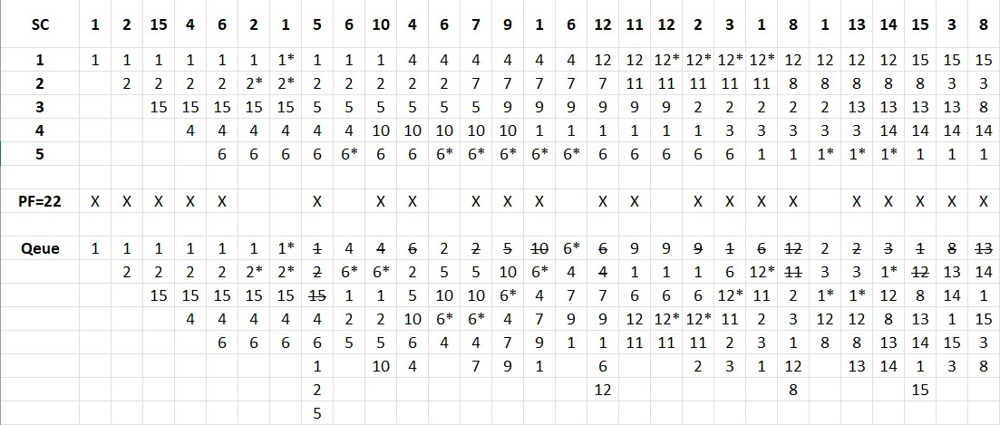 SC 1 2 15 4 6 2 1 5 6 10 4 6 7 9 1 6 12 11 12 2 3 1 8 1 13 14 15 3 8
1 1 1 1 1 1 1 1* 1 1 1 4 4 4 4 4 4 12 12 12* 12* 12* 12* 12 12 12 12 15 15 15
2 2 2 2 2 2* 2* 2 2 2 2 2 7 7 7 7 7 11 11 11 11 11 8 8 8 8 8 3 3
3 15 15 15 15 15 5 5 5 5 5 5 9 9 9 9 9 9 2 2 2 2 2 13 13 13 13 8
4 4 4 4 4 4 4 10 10 10 10 10 1 1 1 1 1 1 3 3 3 3 3 14 14 14 14
5 6 6 6 6 6* 6 6 6* 6* 6* 6* 6* 6 6 6 6 6 1 1 1* 1* 1* 1 1 1
PF=22 X X X X X X X X X X X X X X X X X X X X X X
Qeue 1 1 1 1 1 1 1* 1 4 4 6 2 2 5 10 6* 6 9 9 9 1 6 12 2 2 3 1 8 13
2 2 2 2 2* 2* 2 6* 6* 2 5 5 10 6* 4 4 1 1 1 6 12* 11 3 3 1* 12 13 14
15 15 15 15 15 15 1 1 5 10 10 6* 4 7 7 6 6 6 12* 11 2 1* 1* 12 8 14 1
4 4 4 4 4 2 2 10 6* 6* 4 7 9 9 12 12* 12* 11 2 3 12 12 8 13 1 15
6 6 6 6 5 5 6 4 4 7 9 1 1 11 11 11 2 3 1 8 8 13 14 15 3
1 10 4 7 9 1 6 2 3 1 12 13 14 1 3 8
2 12 8 15
5